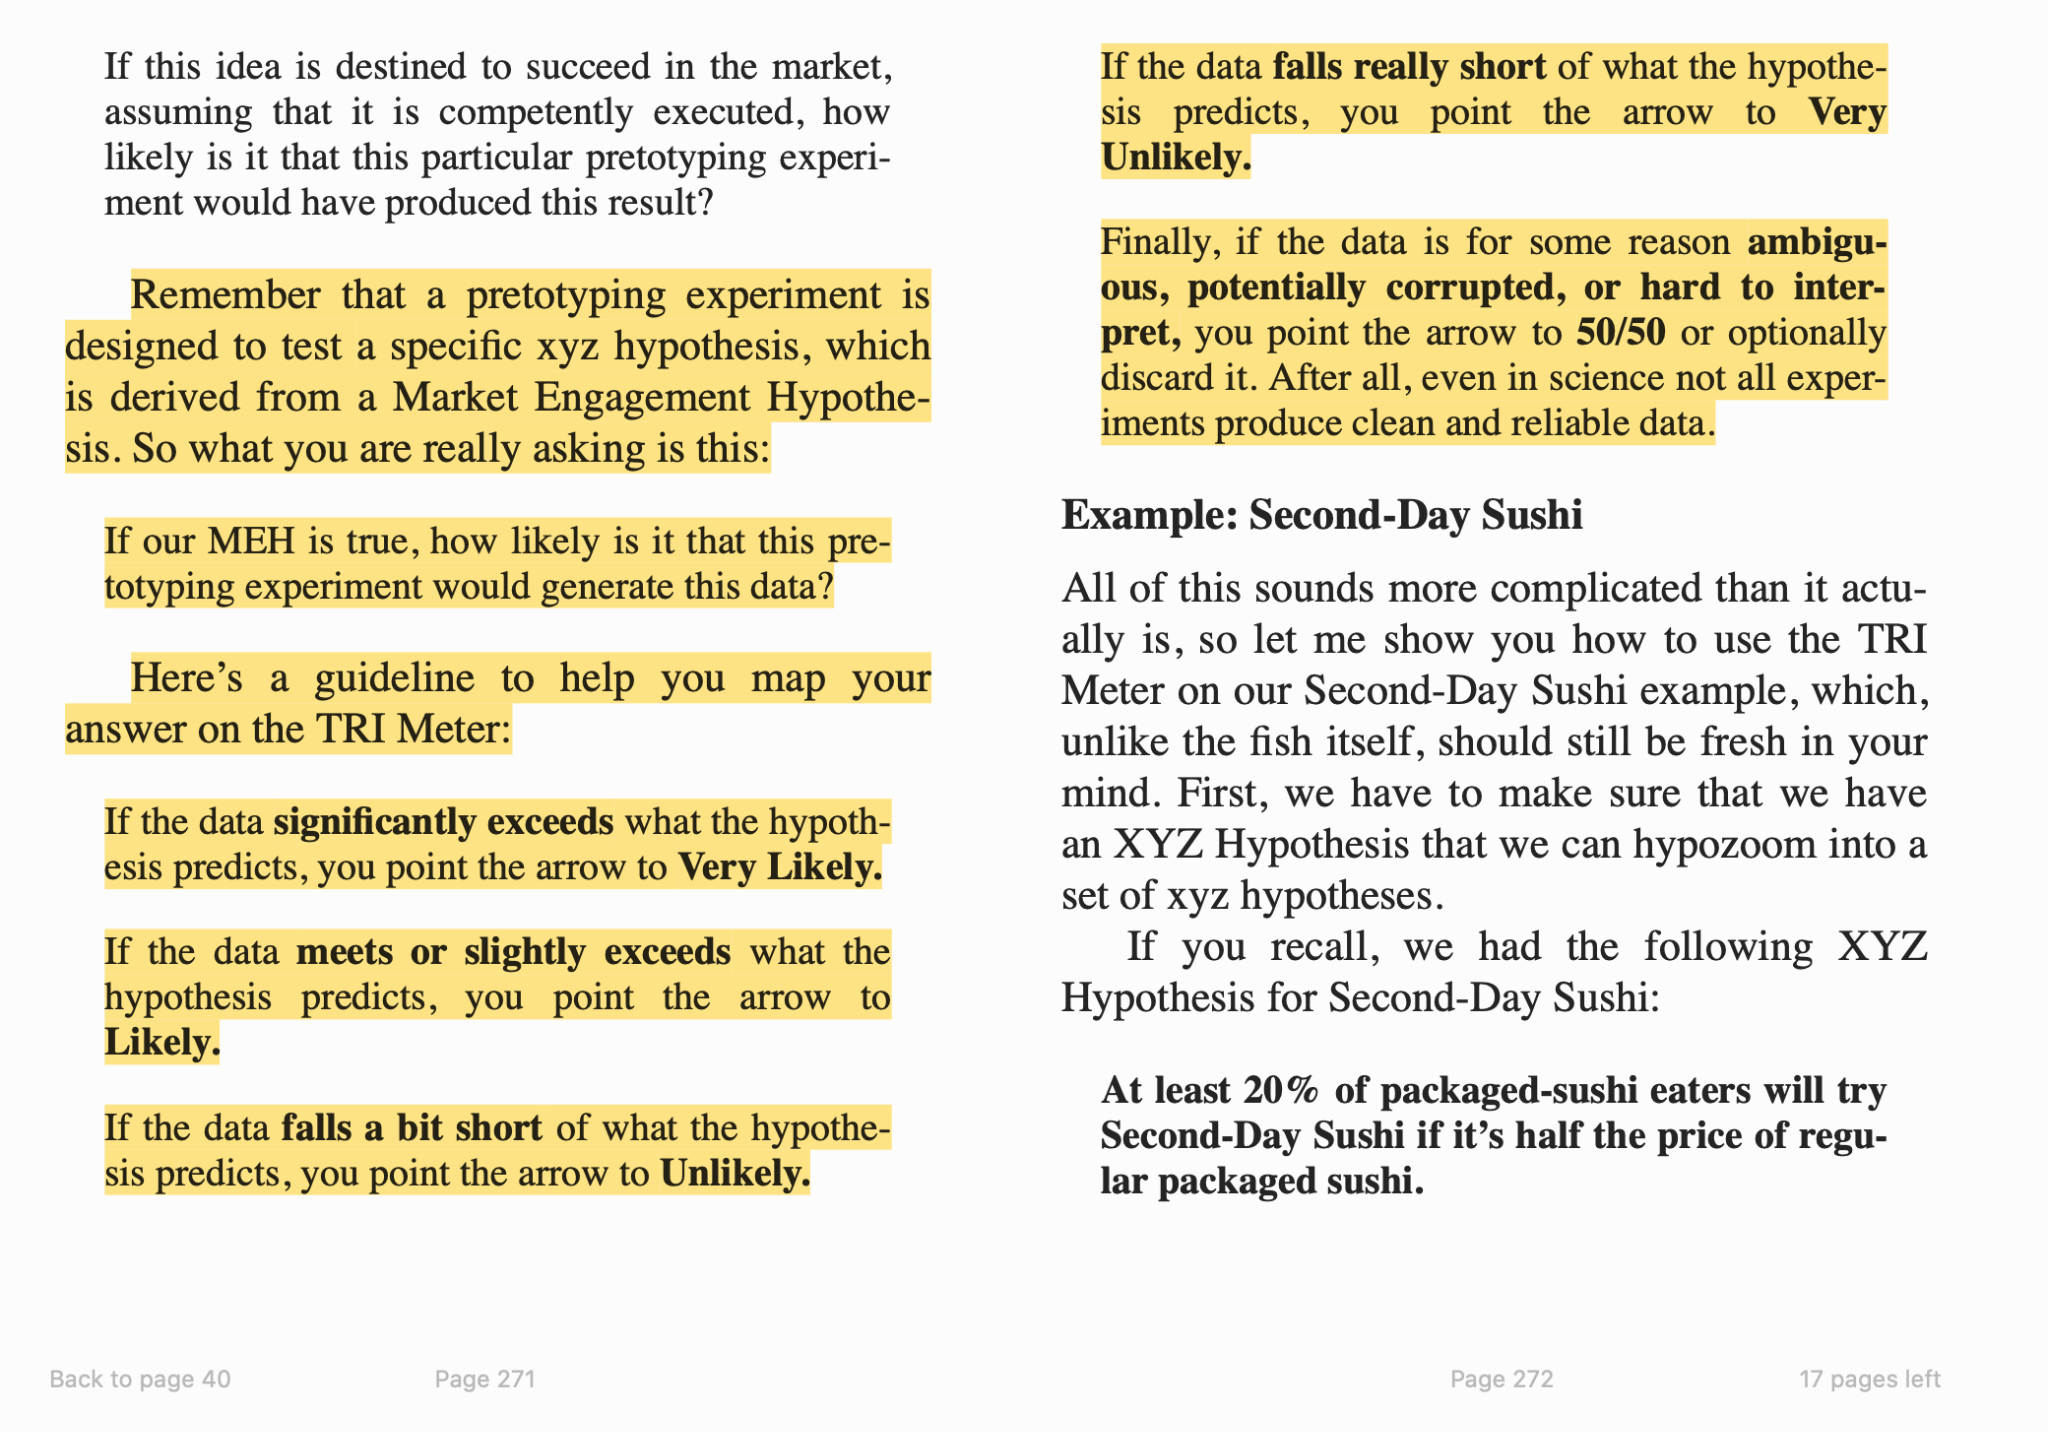 If this idea is destined to succeed in the market,
assuming that it is competently executed, how
likely is it that this particular pretotyping experi-
ment would have produced this result?
Remember that a pretotyping experiment is
designed to test a specific xyz hypothesis, which
is derived from a Market Engagement Hypothe-
sis. So what you are really asking is this:
If our MEH is true, how likely is it that this pre-
totyping experiment would generate this data?
Here’s a guideline to help you map your
answer on the TRI Meter:
If the data significantly exceeds what the hypoth-
esis predicts, you point the arrow to Very Likely.
If the data meets or slightly exceeds what the
hypothesis predicts, you point the arrow to
Likely.
If the data falls a bit short of what the hypothe-
sis predicts, you point the arrow to Unlikely.
Back to page 40
Page 271
If the data falls really short of what the hypothe-
sis predicts, you point the arrow to Very
Unlikely.
Finally, if the data is for some reason ambigu-
ous, potentially corrupted, or hard to inter-
pret, you point the arrow to 50/50 or optionally
discard it. After all, even in science not all exper-
iments produce clean and reliable data.
Example: Second-Day Sushi
All of this sounds more complicated than it actu-
ally is, so let me show you how to use the TRI
Meter on our Second-Day Sushi example, which,
unlike the fish itself, should still be fresh in your
mind. First, we have to make sure that we have
an XYZ Hypothesis that we can hypozoom into a
set of xyz hypotheses.
If you recall, we had the following XYZ
Hypothesis for Second-Day Sushi:
At least 20% of packaged-sushi eaters will try
Second-Day Sushi if it’s half the price of regu-
lar packaged sushi.
Page 272
17 pages left